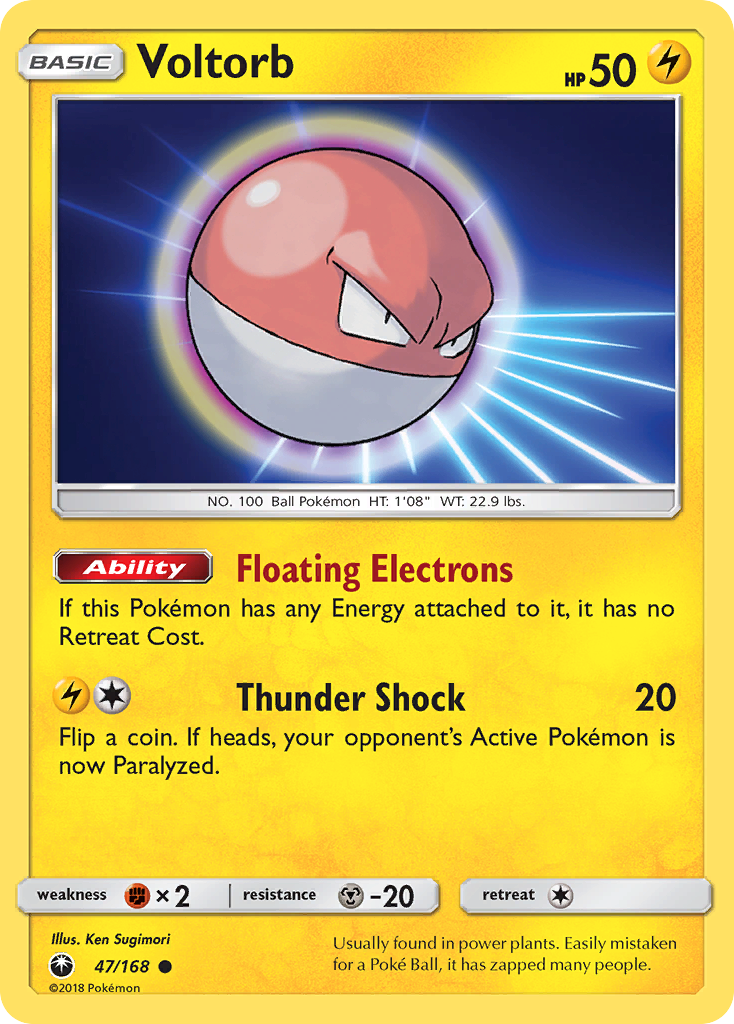 BASIC Voltorb HP 50
NO. 100 Ball Pokémon HT: 1'08" WT: 22.9 lbs.
Ability Floating Electrons
If this Pokémon has any Energy attached to it, it has no
Retreat Cost.
Thunder Shock 20
Flip a coin. If heads, your opponent's Active Pokémon is
now Paralyzed.
weakness ×2 resistance -20 retreat
Illus. Ken Sugimori
47/168
©2018 Pokémon
Usually found in power plants. Easily mistaken
for a Poké Ball, it has zapped many people.